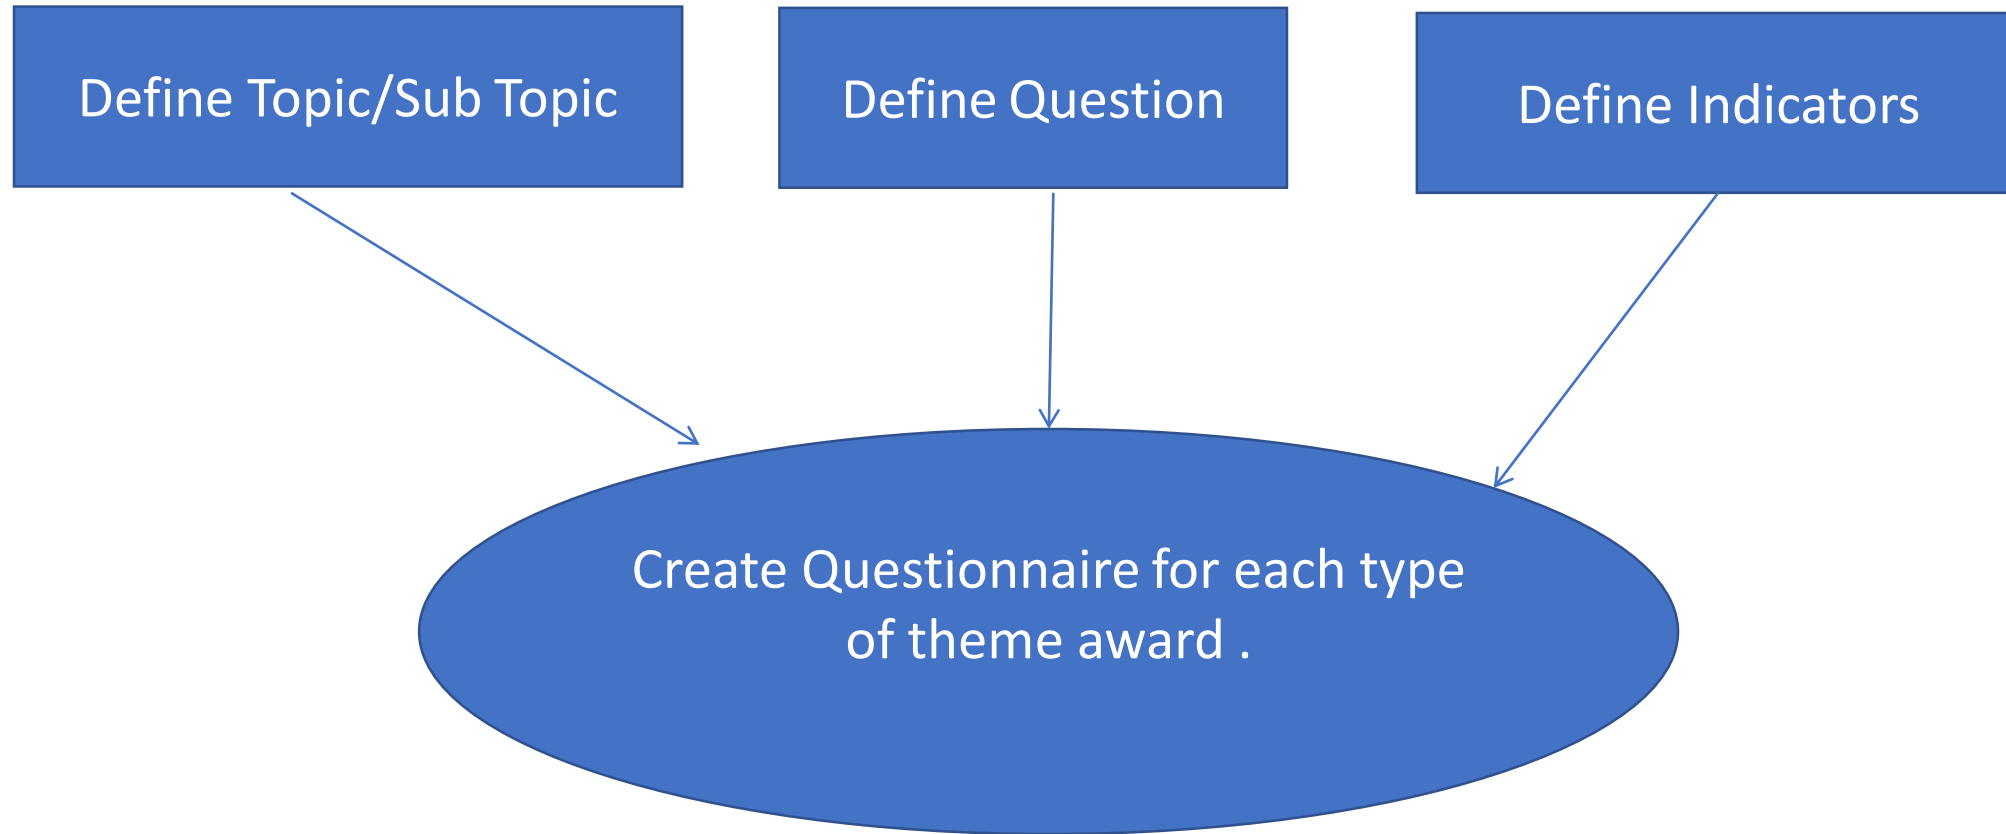 Define Topic/Sub Topic
Define Question
Define Indicators
Create Questionnaire for each type
of theme award .